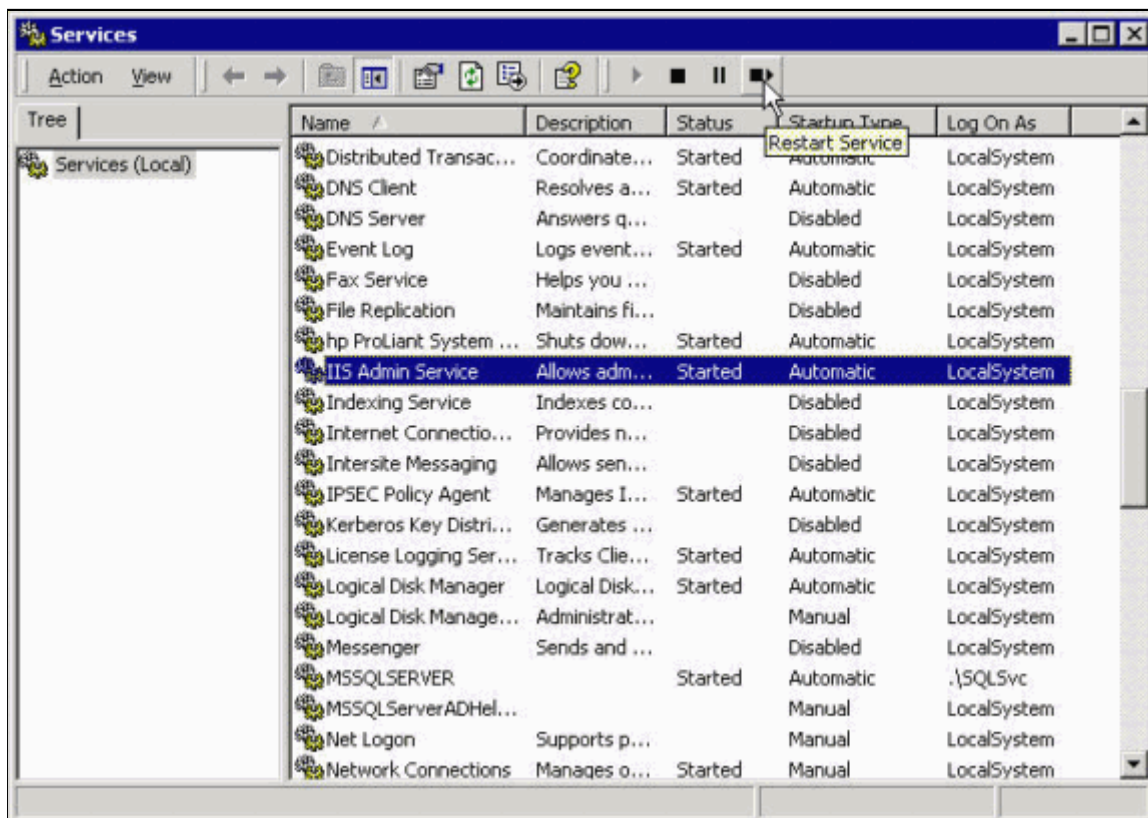 Services
Action View
Tree
Name Description Status Startup Type Log On As
Restart Service
Services (Local)
Distributed Transac... Coordinate... Started Automatic LocalSystem
DNS Client Resolves a... Started Automatic LocalSystem
DNS Server Answers q... Disabled LocalSystem
Event Log Logs event... Started Automatic LocalSystem
Fax Service Helps you ... Disabled LocalSystem
File Replication Maintains fi... Disabled LocalSystem
hp ProLiant System ... Shuts dow... Started Automatic LocalSystem
IIS Admin Service Allows adm... Started Automatic LocalSystem
Indexing Service Indexes co... Disabled LocalSystem
Internet Connectio... Provides n... Disabled LocalSystem
Intersite Messaging Allows sen... Disabled LocalSystem
IPSEC Policy Agent Manages I... Started Automatic LocalSystem
Kerberos Key Distri... Generates ... Disabled LocalSystem
License Logging Ser... Tracks Clie... Started Automatic LocalSystem
Logical Disk Manager Logical Disk... Started Automatic LocalSystem
Logical Disk Manage... Administrat... Manual LocalSystem
Messenger Sends and ... Disabled LocalSystem
MSSQLSERVER Started Automatic .\SQLSvc
MSSQLServerADHel... Manual LocalSystem
Net Logon Supports p... Manual LocalSystem
Network Connections Manages o... Started Manual LocalSystem